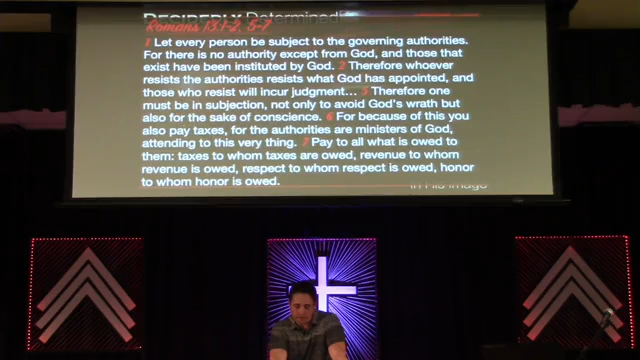 DESIRERLY Determined!
Romans 13:1-2, 5-7
1 Let every person be subject to the governing authorities.
For there is no authority except from God, and those that
exist have been instituted by God. 2 Therefore whoever
resists the authorities resists what God has appointed, and
those who resist will incur judgment... 5 Therefore one
must be in subjection, not only to avoid God's wrath but
also for the sake of conscience. 6 For because of this you
also pay taxes, for the authorities are ministers of God,
attending to this very thing. 7 Pay to all what is owed to
them: taxes to whom taxes are owed, revenue to whom
revenue is owed, respect to whom respect is owed, honor
to whom honor is owed.
In His Image